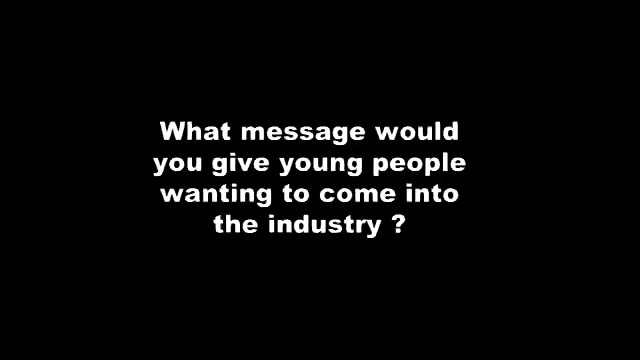 What message would
you give young people
wanting to come into
the industry ?